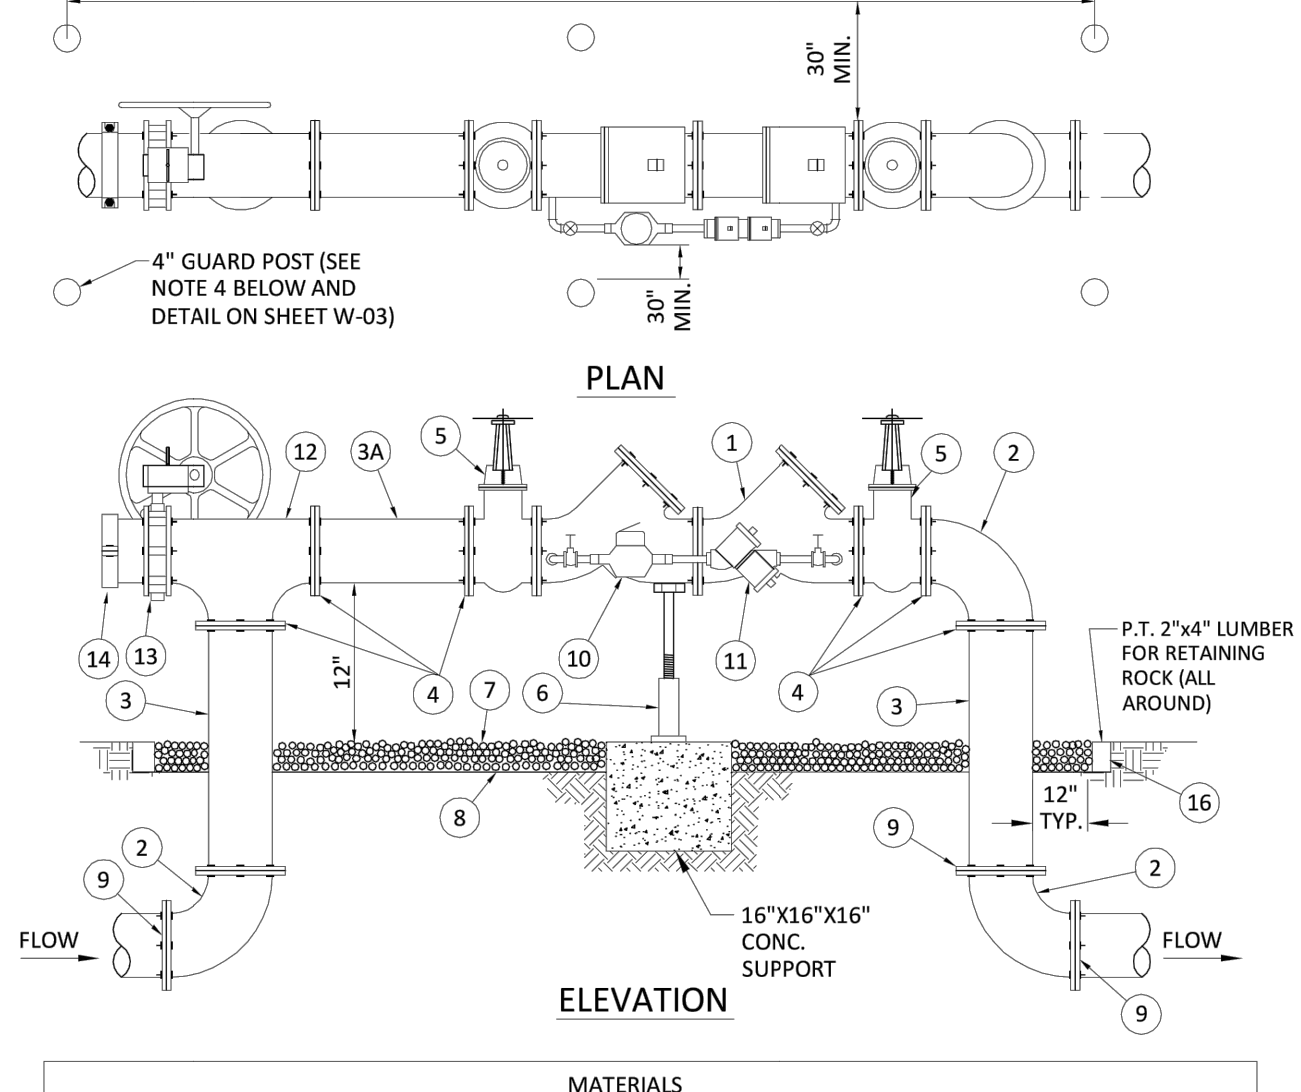 30"
MIN.
4" GUARD POST (SEE
NOTE 4 BELOW AND
DETAIL ON SHEET W-03)
30"
MIN.
PLAN
5
1
5
2
12
3A
14
13
10
11
P.T. 2"x4" LUMBER
FOR RETAINING
ROCK (ALL
AROUND)
12"
3
4
7
6
4
3
8
12"
TYP.
16
2
9
9
2
16"X16"X16"
CONC.
SUPPORT
FLOW
FLOW
ELEVATION
9
MATERIALS